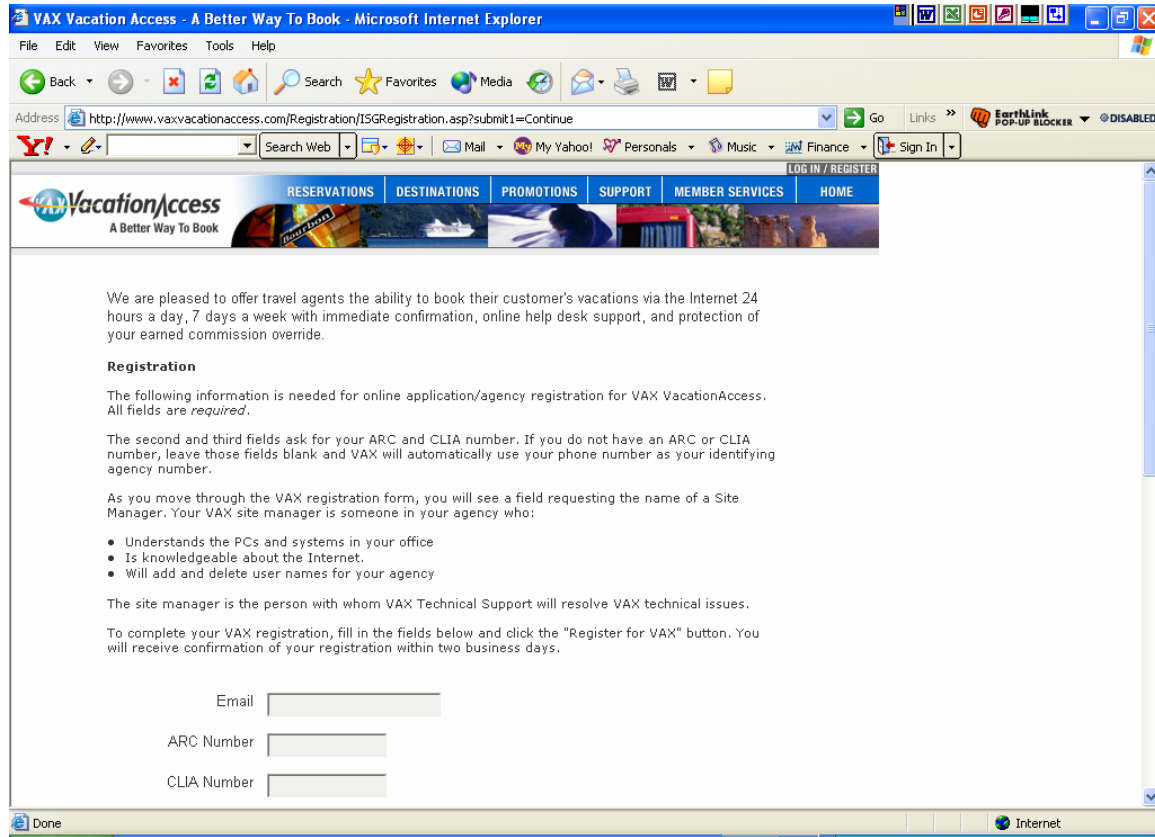 VAX Vacation Access - A Better Way To Book - Microsoft Internet Explorer
File Edit View Favorites Tools Help
Back Search Favorites Media
Address http://www.vaxvacationaccess.com/Registration/ISGRegistration.asp?submit1=Continue Go Links » EarthLink POP-UP BLOCKER DISABLED
Y! Search Web Mail My Yahoo! Personals Music Finance Sign In
LOG IN / REGISTER
VAX VacationAccess RESERVATIONS DESTINATIONS PROMOTIONS SUPPORT MEMBER SERVICES HOME
A Better Way To Book Bourbon
We are pleased to offer travel agents the ability to book their customer's vacations via the Internet 24
hours a day, 7 days a week with immediate confirmation, online help desk support, and protection of
your earned commission override.
Registration
The following information is needed for online application/agency registration for VAX VacationAccess.
All fields are required.
The second and third fields ask for your ARC and CLIA number. If you do not have an ARC or CLIA
number, leave those fields blank and VAX will automatically use your phone number as your identifying
agency number.
As you move through the VAX registration form, you will see a field requesting the name of a Site
Manager. Your VAX site manager is someone in your agency who:
● Understands the PCs and systems in your office
● Is knowledgeable about the Internet.
● Will add and delete user names for your agency
The site manager is the person with whom VAX Technical Support will resolve VAX technical issues.
To complete your VAX registration, fill in the fields below and click the "Register for VAX" button. You
will receive confirmation of your registration within two business days.
Email
ARC Number
CLIA Number
Done Internet